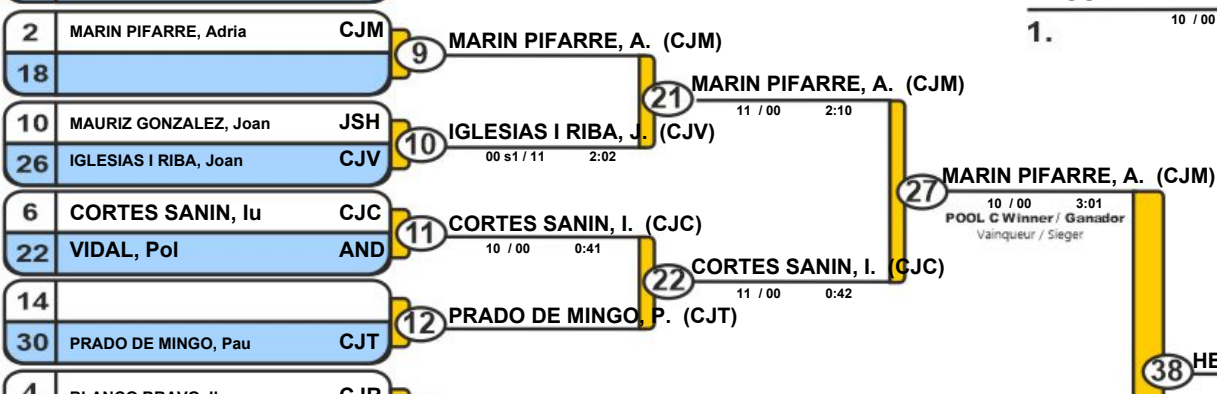 2 MARIN PIFARRE, Adria CJM
18
10 MAURIZ GONZALEZ, Joan JSH
26 IGLESIAS I RIBA, Joan CJV
6 CORTES SANIN, Iu CJC
22 VIDAL, Pol AND
14
30 PRADO DE MINGO, Pau CJT
4
9 MARIN PIFARRE, A. (CJM)
10 IGLESIAS I RIBA, J. (CJV)
00 s1 / 11 2:02
11 CORTES SANIN, I. (CJC)
10 / 00 0:41
12 PRADO DE MINGO, P. (CJT)
21 MARIN PIFARRE, A. (CJM)
11 / 00 2:10
22 CORTES SANIN, I. (CJC)
11 / 00 0:42
27 MARIN PIFARRE, A. (CJM)
10 / 00 3:01
POOL C Winner / Ganador
Vainqueur / Sieger
10 / 00
1.
38 HE